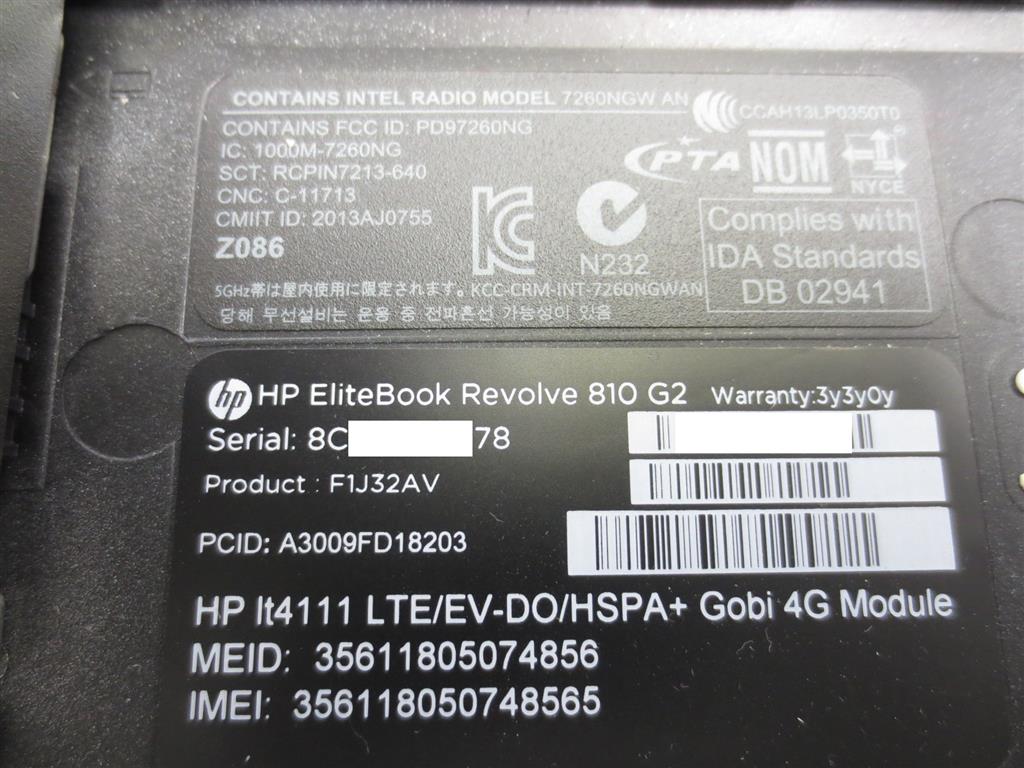 CONTAINS INTEL RADIO MODEL 7260NGW AN
CCAH13LP0350T0
CONTAINS FCC ID: PD97260NG
IC: 1000M-7260NG
SCT: RCPIN7213-640
CNC: C-11713
CMIIT ID: 2013AJ0755
Z086
PTA
NOM
NYCE
N232
Complies with
IDA Standards
DB 02941
5GHz帯は屋内使用に限定されます。KCC-CRM-INT-7260NGWAN
당해 무선설비는 운용 중 전파혼신 가능성이 있음
hp HP EliteBook Revolve 810 G2 Warranty:3y3y0y
Serial: 8C 78
Product : F1J32AV
PCID: A3009FD18203
HP lt4111 LTE/EV-DO/HSPA+ Gobi 4G Module
MEID: 35611805074856
IMEI: 356118050748565